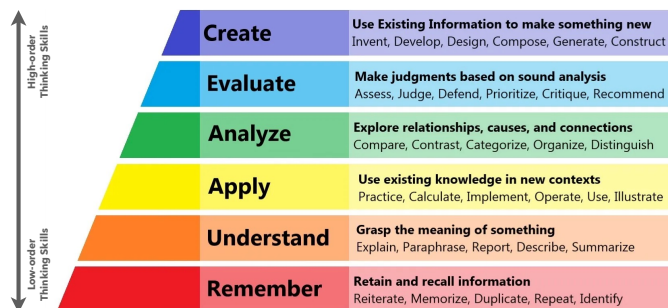 High-order
Thinking Skills
Create
Use Existing Information to make something new
Invent, Develop, Design, Compose, Generate, Construct
Evaluate
Make judgments based on sound analysis
Assess, Judge, Defend, Prioritize, Critique, Recommend
Analyze
Explore relationships, causes, and connections
Compare, Contrast, Categorize, Organize, Distinguish
Apply
Use existing knowledge in new contexts
Practice, Calculate, Implement, Operate, Use, Illustrate
Low-order
Thinking Skills
Understand
Grasp the meaning of something
Explain, Paraphrase, Report, Describe, Summarize
Remember
Retain and recall information
Reiterate, Memorize, Duplicate, Repeat, Identify